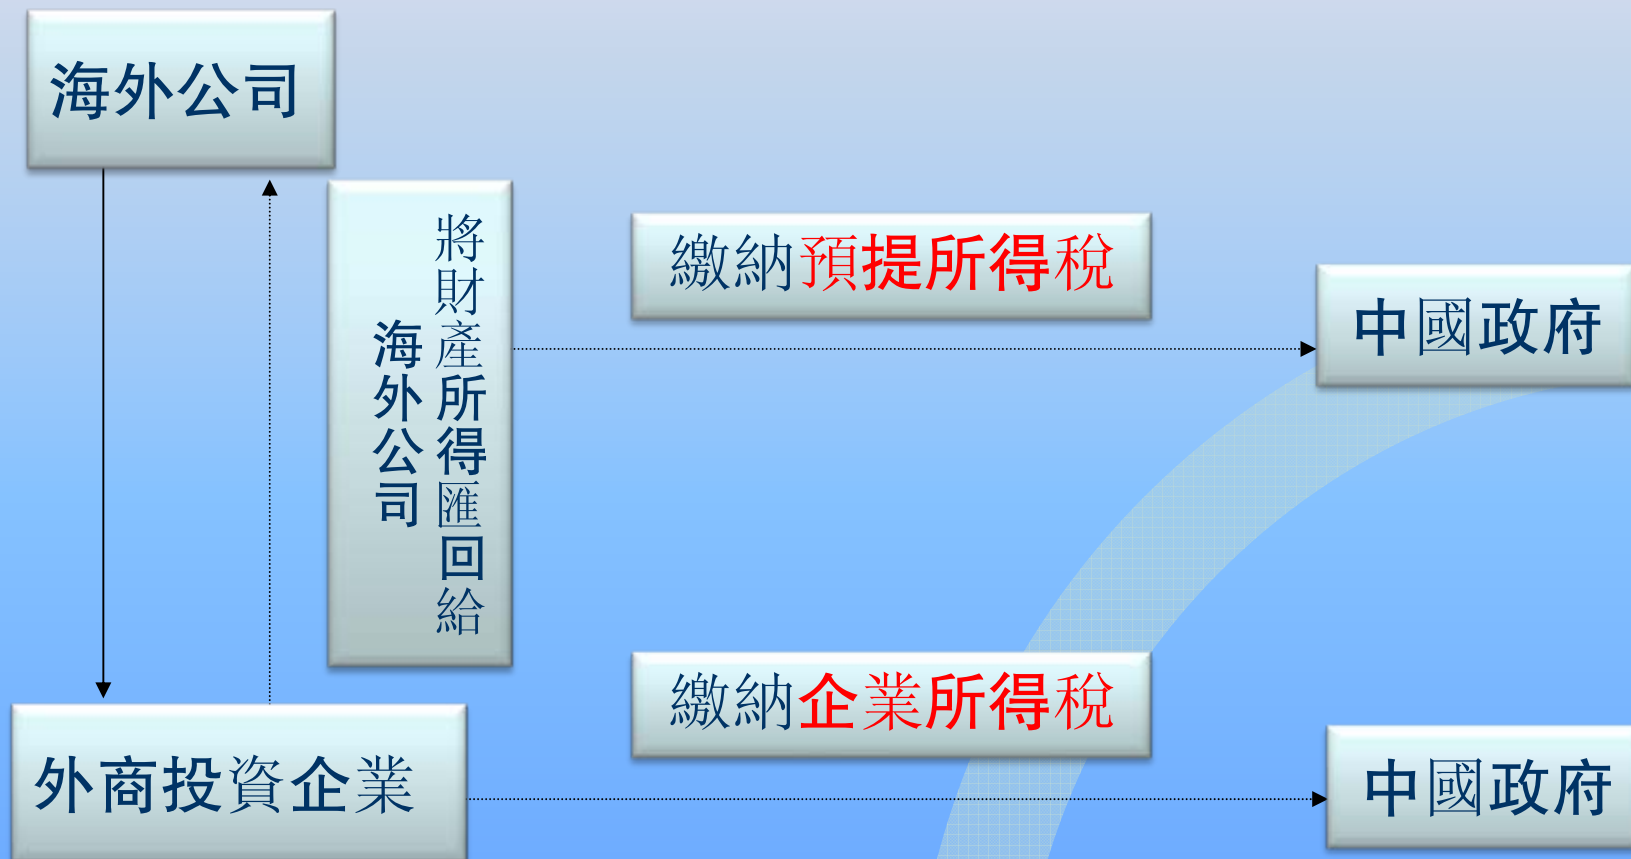 海外公司
將財產所得匯回給
海外公司
繳納預提所得稅
中國政府
繳納企業所得稅
外商投資企業
中國政府